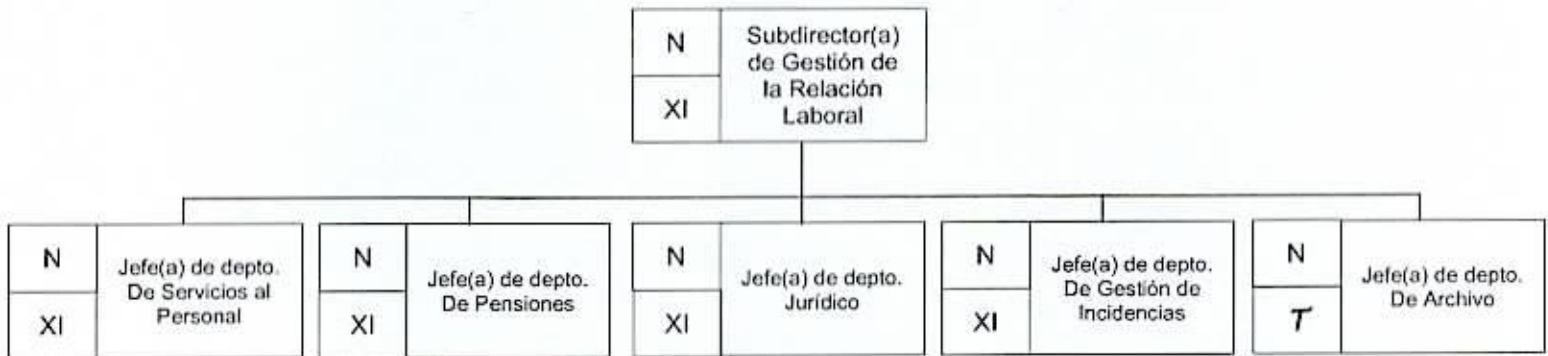 N
XI
Subdirector(a)
de Gestión de
la Relación
Laboral
N
XI
Jefe(a) de depto.
De Servicios al
Personal
N
XI
Jefe(a) de depto.
De Pensiones
N
XI
Jefe(a) de depto.
Jurídico
N
XI
Jefe(a) de depto.
De Gestión de
Incidencias
N
T
Jefe(a) de depto.
De Archivo